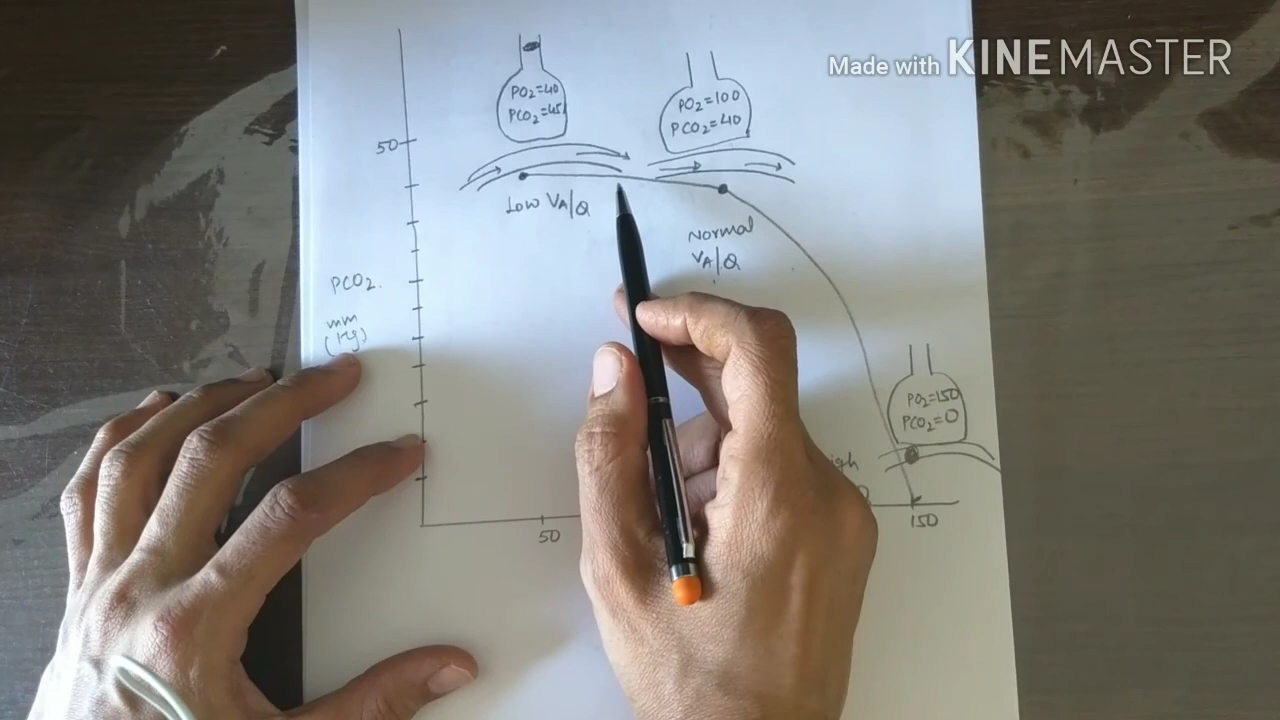 Made with KINEMASTER
PO2=40
PCO2=45
PO2=100
PCO2=40
50
Low VA/Q
Normal
VA/Q
PCO2.
mm
(Hg)
PO2=150
PCO2=0
50
150